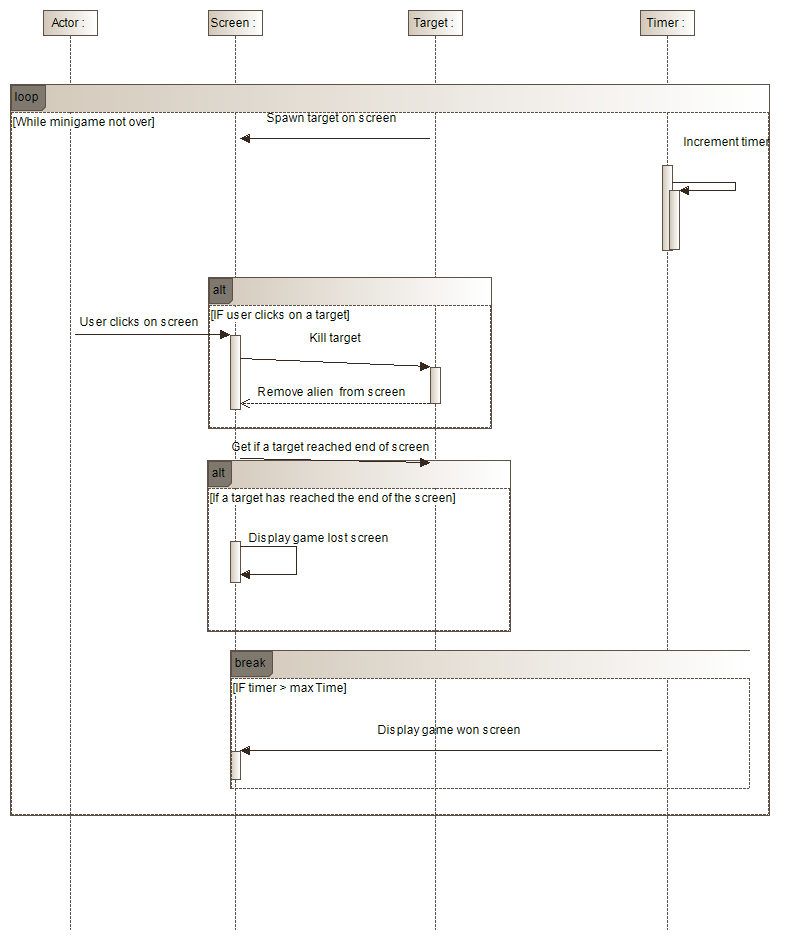 Actor :
Screen :
Target :
Timer :
loop
[While minigame not over]
Spawn target on screen
Increment timer
alt
[IF user clicks on a target]
User clicks on screen
Kill target
Remove alien from screen
Get if a target reached end of screen
alt
[If a target has reached the end of the screen]
Display game lost screen
break
[IF timer > maxTime]
Display game won screen